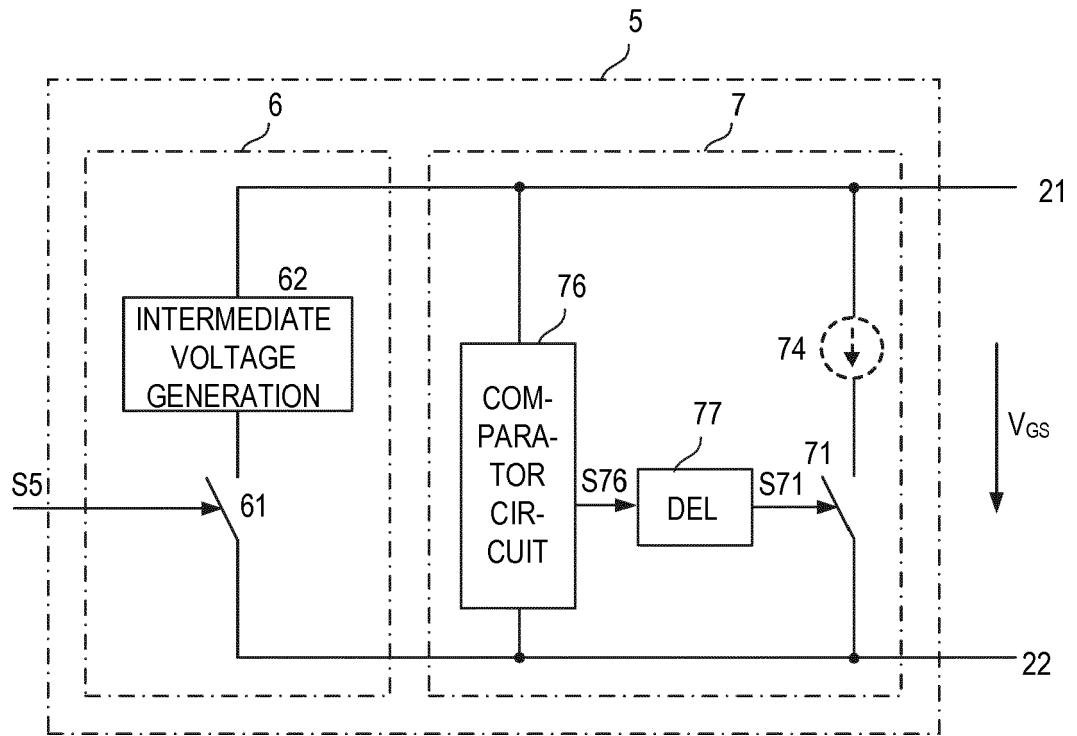 5
6
7
21
62
INTERMEDIATE
VOLTAGE
GENERATION
76
COM-
PARA-
TOR
CIR-
CUIT
74
77
71
VGS
S5
61
S76
DEL
S71
22